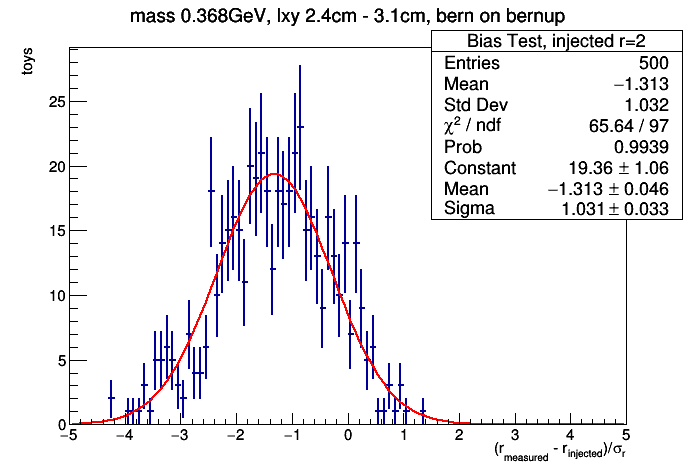 mass 0.368GeV, lxy 2.4cm - 3.1cm, bern on bernup
toys
Bias Test, injected r=2
Entries 500
Mean −1.313
Std Dev 1.032
χ² / ndf 65.64 / 97
Prob 0.9939
Constant 19.36 ± 1.06
Mean −1.313 ± 0.046
Sigma 1.031 ± 0.033
25
20
15
10
5
0
−5 −4 −3 −2 −1 0 1 2 3 4 5
(r_measured - r_injected)/σ_r